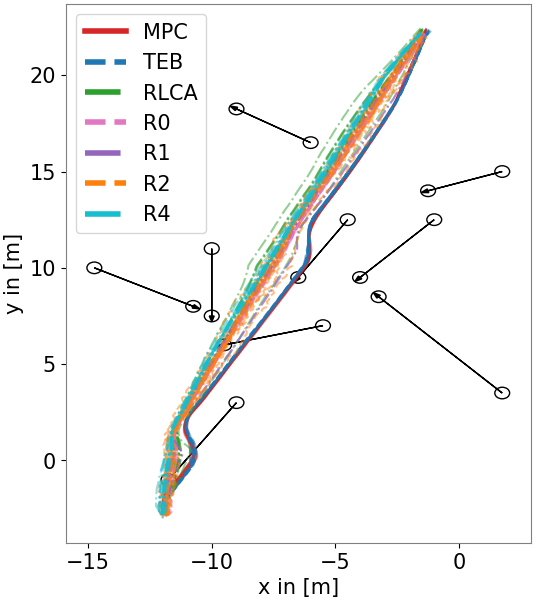 MPC
TEB
RLCA
R0
R1
R2
R4
20
15
10
5
0
y in [m]
−15
−10
−5
0
x in [m]